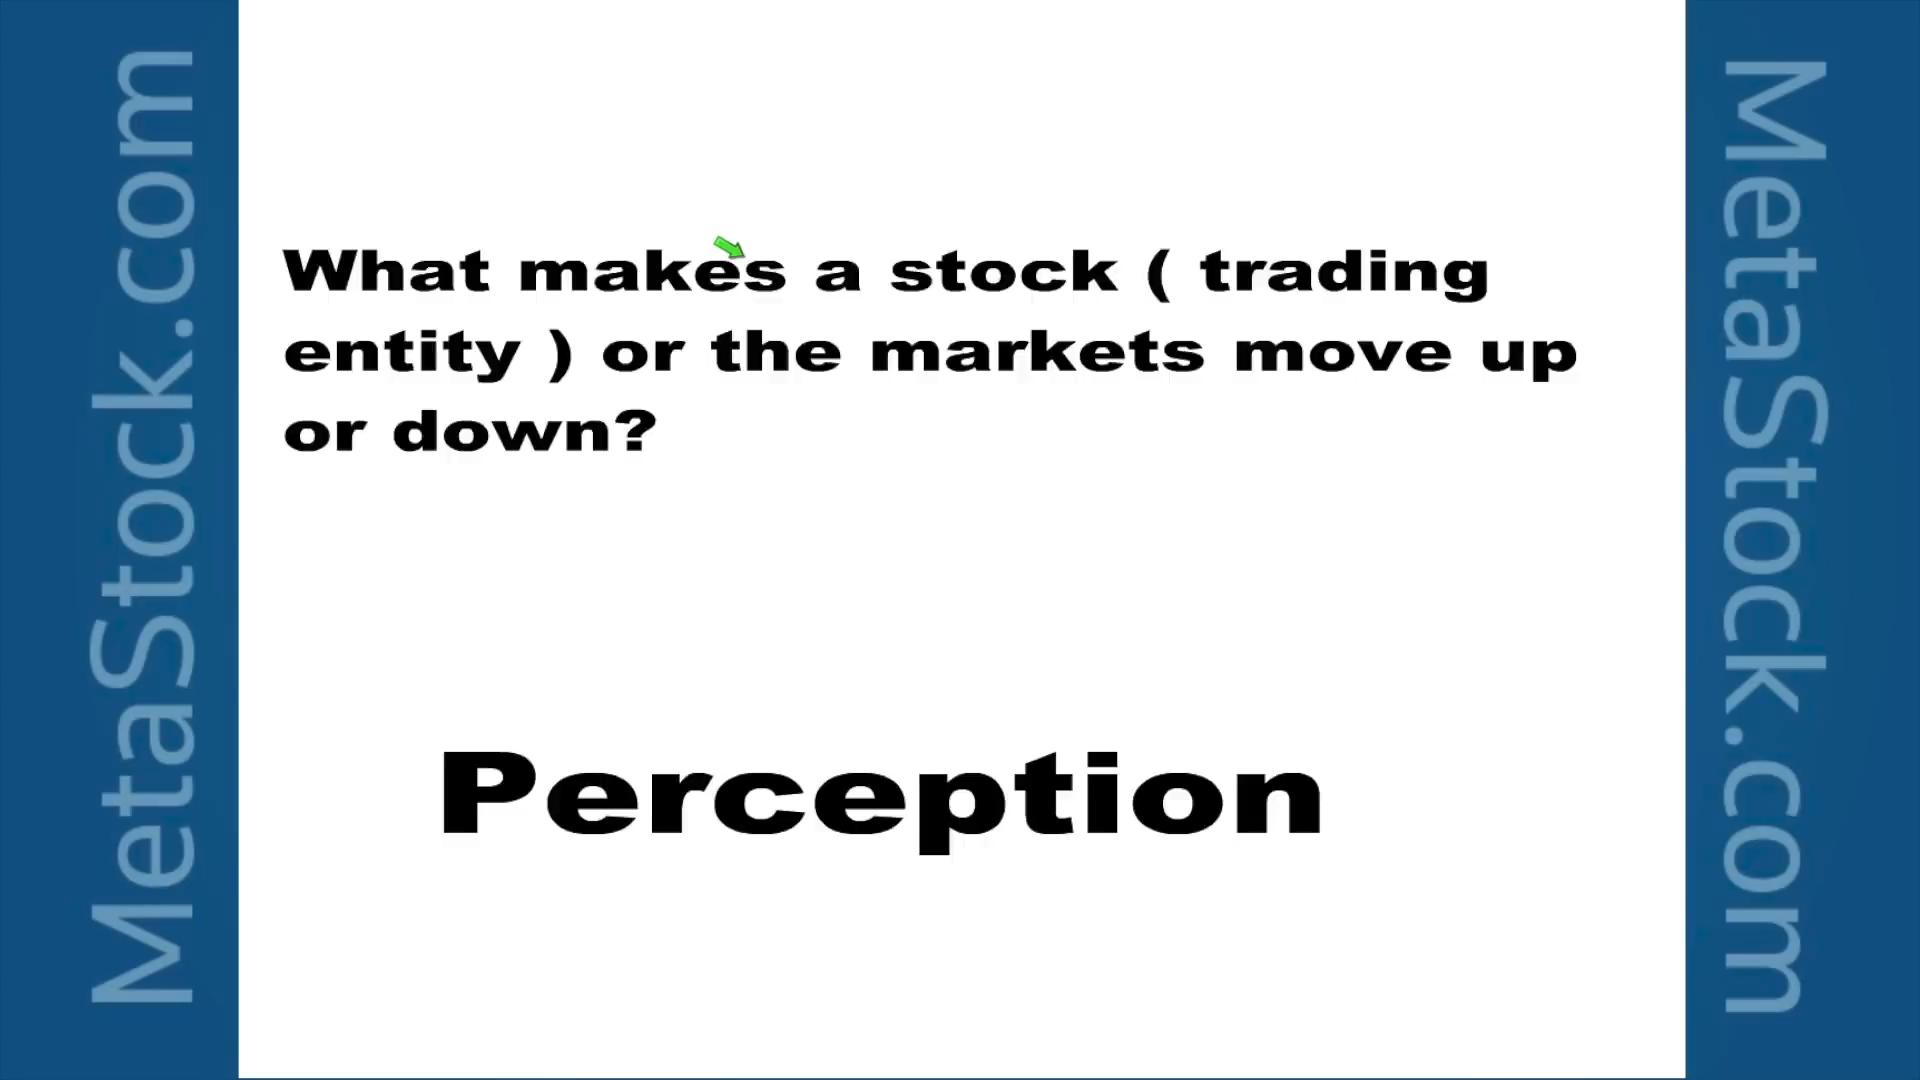 MetaStock.com
What makes a stock ( trading
entity ) or the markets move up
or down?
Perception
MetaStock.com